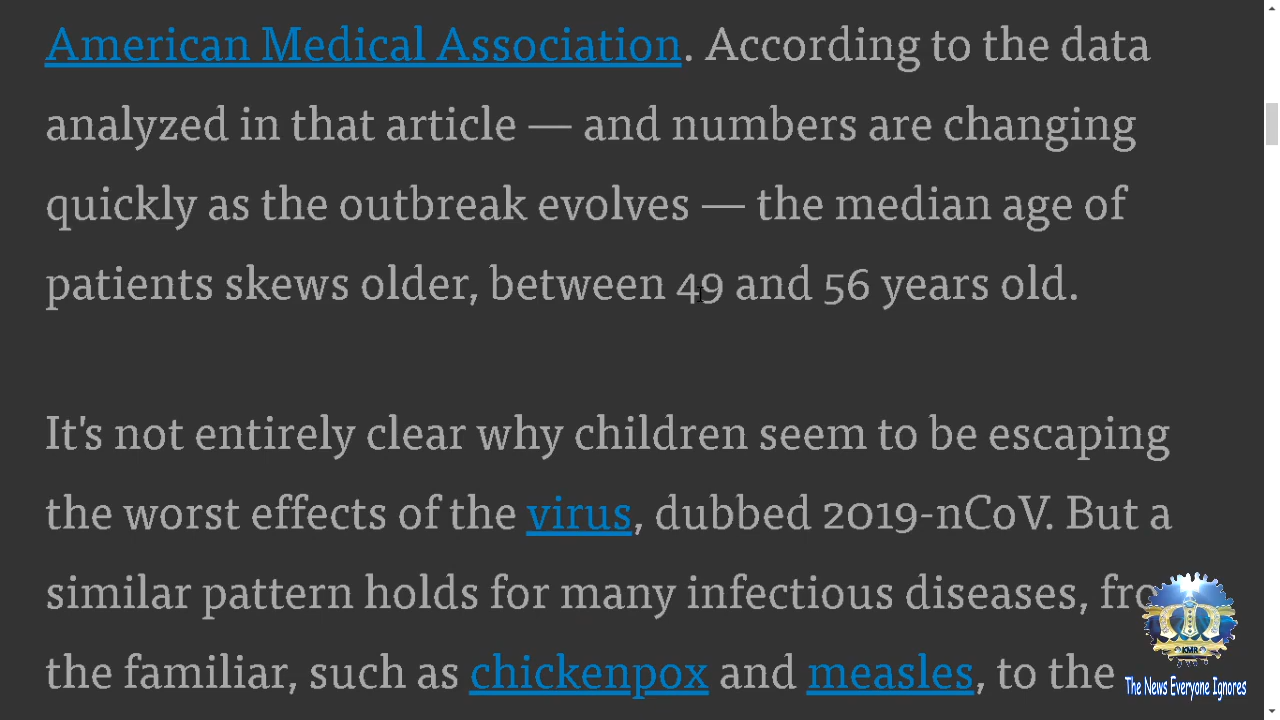 American Medical Association. According to the data
analyzed in that article — and numbers are changing
quickly as the outbreak evolves — the median age of
patients skews older, between 49 and 56 years old.
It's not entirely clear why children seem to be escaping
the worst effects of the virus, dubbed 2019-nCoV. But a
similar pattern holds for many infectious diseases,
the familiar, such as chickenpox and measles, to the
KMR
The News Everyone Ignores